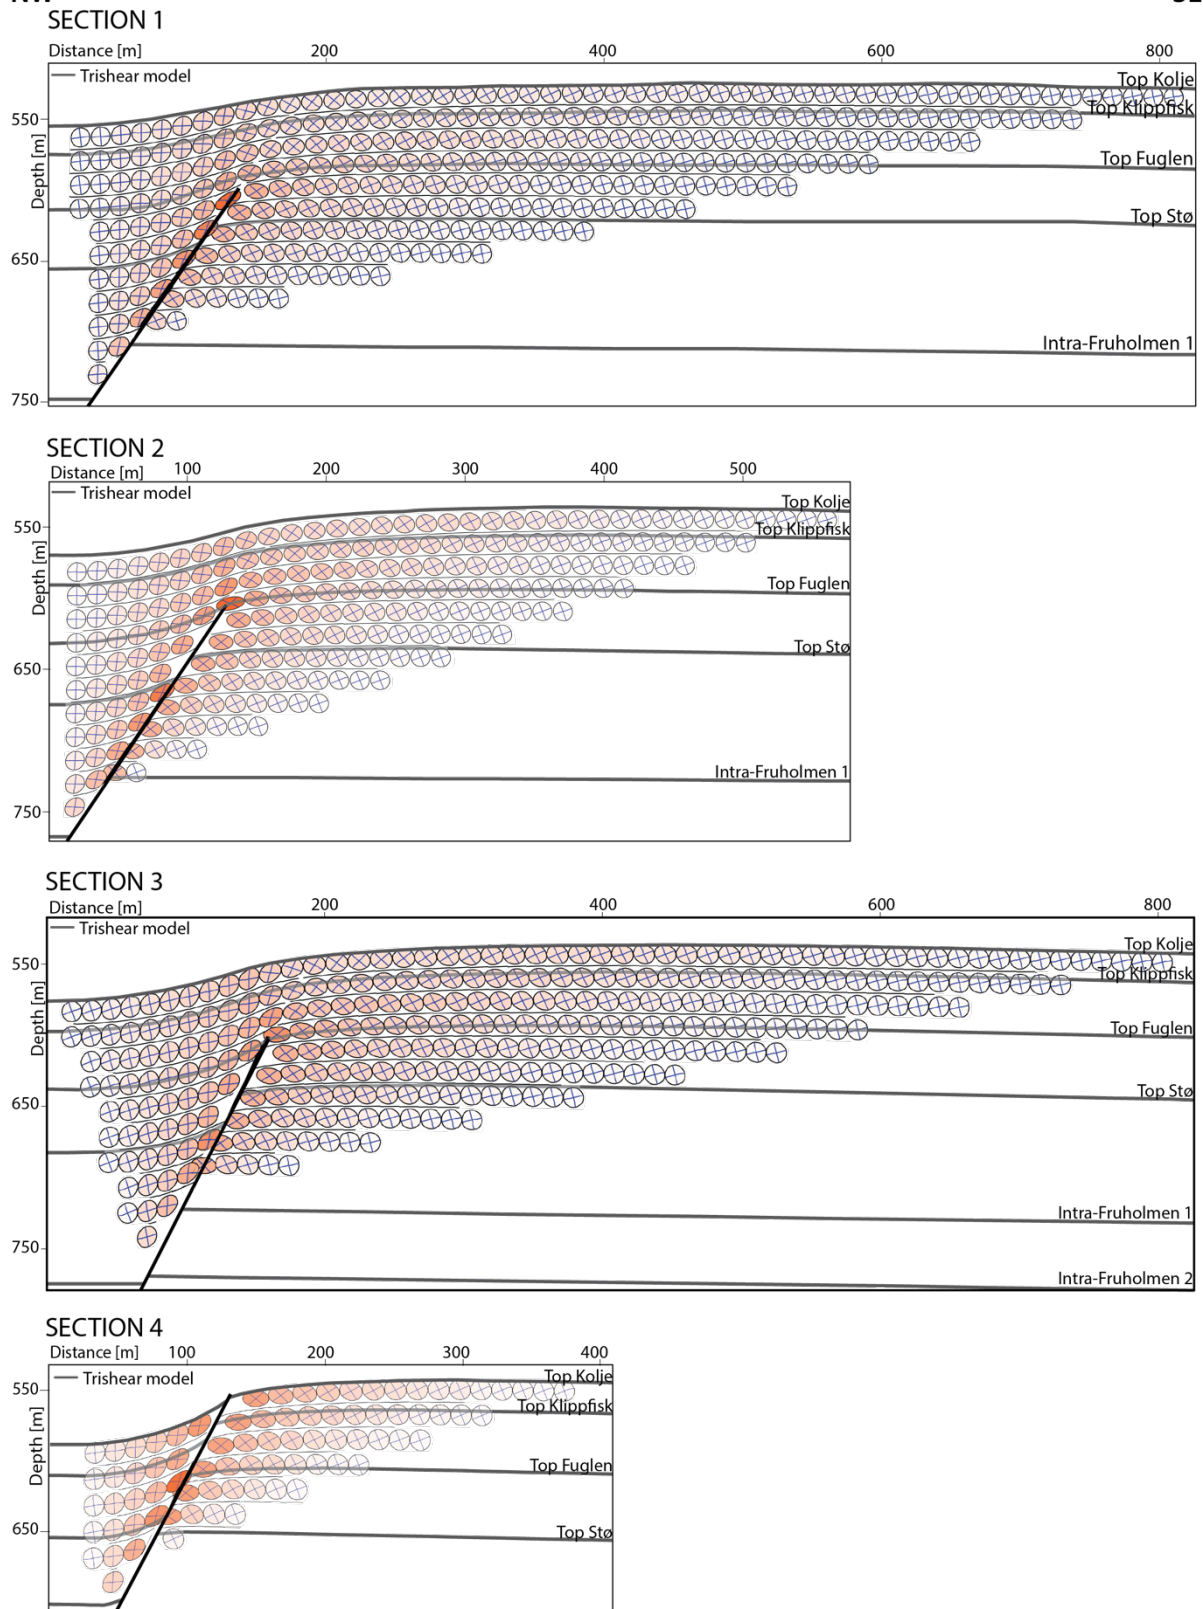 NW
SECTION 1
Distance [m] 200 400 600 800
Trishear model
Top Kolje
Top Klippfisk
550
Depth [m]
Top Fuglen
Top Stø
650
Intra-Fruholmen 1
750
SECTION 2
Distance [m] 100 200 300 400 500
Trishear model
Top Kolje
550
Top Klippfisk
Depth [m]
Top Fuglen
Top Stø
650
Intra-Fruholmen 1
750
SECTION 3
Distance [m] 200 400 600 800
Trishear model
Top Kolje
550
Top Klippfisk
Depth [m]
Top Fuglen
Top Stø
650
Intra-Fruholmen 1
750
Intra-Fruholmen 2
SECTION 4
Distance [m] 100 200 300 400
Trishear model
Top Kolje
550
Top Klippfisk
Depth [m]
Top Fuglen
650
Top Stø